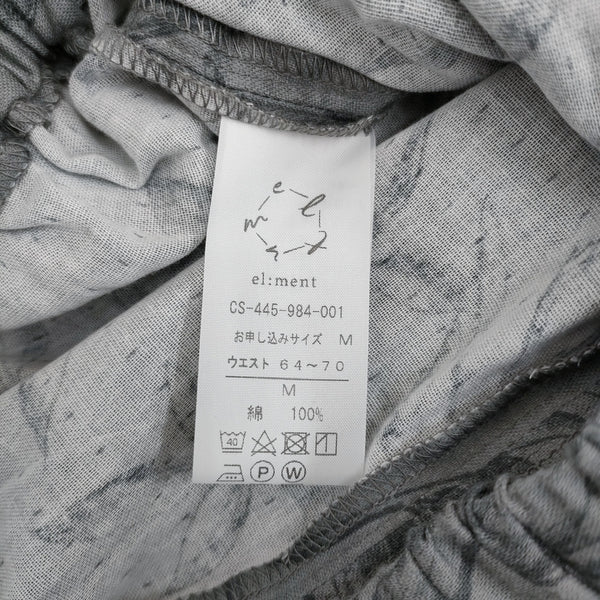 el:ment
CS-445-984-001
お申し込みサイズ M
ウエスト 64～70
M
綿 100%
40
P W